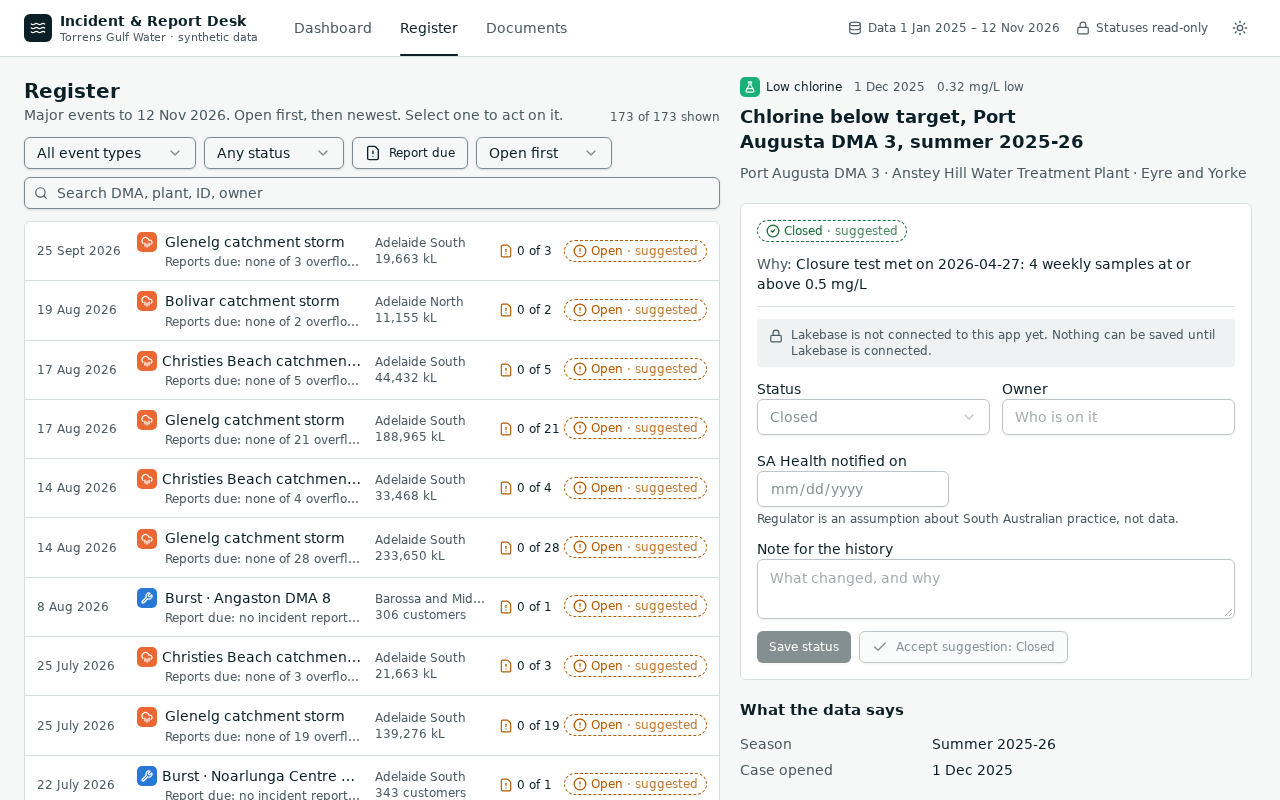 Incident & Report Desk
Torrens Gulf Water · synthetic data
Dashboard
Register
Documents
Data 1 Jan 2025 – 12 Nov 2026
Statuses read-only
Register
Major events to 12 Nov 2026. Open first, then newest. Select one to act on it.
173 of 173 shown
All event types
Any status
Report due
Open first
Search DMA, plant, ID, owner
25 Sept 2026
Glenelg catchment storm
Reports due: none of 3 overflo...
Adelaide South
19,663 kL
0 of 3
Open · suggested
19 Aug 2026
Bolivar catchment storm
Reports due: none of 2 overflo...
Adelaide North
11,155 kL
0 of 2
Open · suggested
17 Aug 2026
Christies Beach catchmen...
Reports due: none of 5 overflo...
Adelaide South
44,432 kL
0 of 5
Open · suggested
17 Aug 2026
Glenelg catchment storm
Reports due: none of 21 overfl...
Adelaide South
188,965 kL
0 of 21
Open · suggested
14 Aug 2026
Christies Beach catchmen...
Reports due: none of 4 overflo...
Adelaide South
33,468 kL
0 of 4
Open · suggested
14 Aug 2026
Glenelg catchment storm
Reports due: none of 28 overfl...
Adelaide South
233,650 kL
0 of 28
Open · suggested
8 Aug 2026
Burst · Angaston DMA 8
Report due: no incident report...
Barossa and Mid...
306 customers
0 of 1
Open · suggested
25 July 2026
Christies Beach catchmen...
Reports due: none of 3 overflo...
Adelaide South
21,663 kL
0 of 3
Open · suggested
25 July 2026
Glenelg catchment storm
Reports due: none of 19 overfl...
Adelaide South
139,276 kL
0 of 19
Open · suggested
22 July 2026
Burst · Noarlunga Centre ...
Report due: no incident report...
Adelaide South
343 customers
0 of 1
Open · suggested
Low chlorine
1 Dec 2025
0.32 mg/L low
Chlorine below target, Port
Augusta DMA 3, summer 2025-26
Port Augusta DMA 3 · Anstey Hill Water Treatment Plant · Eyre and Yorke
Closed · suggested
Why: Closure test met on 2026-04-27: 4 weekly samples at or
above 0.5 mg/L
Lakebase is not connected to this app yet. Nothing can be saved until
Lakebase is connected.
Status
Owner
Closed
Who is on it
SA Health notified on
mm/dd/yyyy
Regulator is an assumption about South Australian practice, not data.
Note for the history
What changed, and why
Save status
Accept suggestion: Closed
What the data says
Season
Summer 2025-26
Case opened
1 Dec 2025